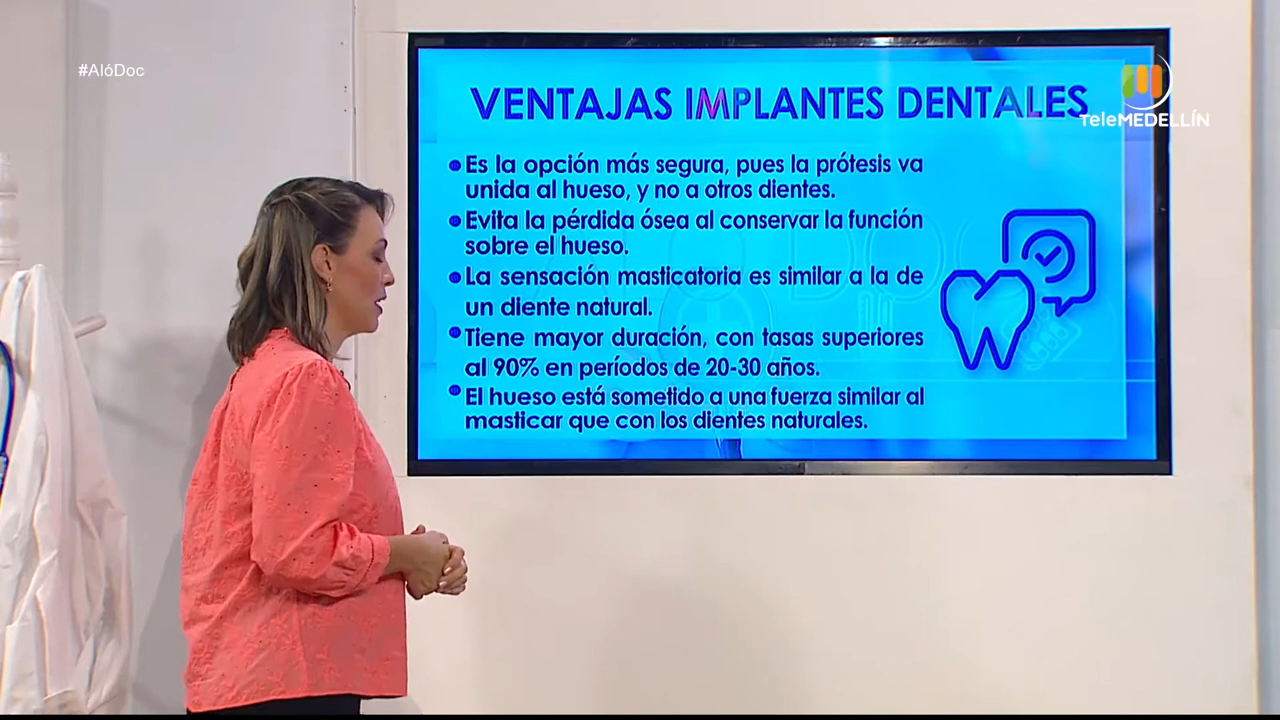 #AlóDoc
TeleMEDELLÍN
VENTAJAS IMPLANTES DENTALES
Es la opción más segura, pues la prótesis va
unida al hueso, y no a otros dientes.
Evita la pérdida ósea al conservar la función
sobre el hueso.
La sensación masticatoria es similar a la de
un diente natural.
Tiene mayor duración, con tasas superiores
al 90% en períodos de 20-30 años.
El hueso está sometido a una fuerza similar al
masticar que con los dientes naturales.